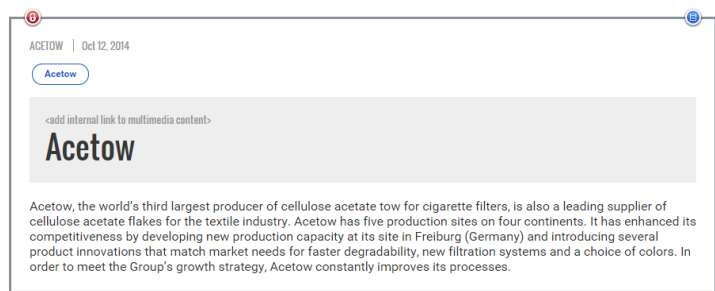 ACETOW | Oct 12, 2014
Acetow
<add internal link to multimedia content>
Acetow
Acetow, the world's third largest producer of cellulose acetate tow for cigarette filters, is also a leading supplier of
cellulose acetate flakes for the textile industry. Acetow has five production sites on four continents. It has enhanced its
competitiveness by developing new production capacity at its site in Freiburg (Germany) and introducing several
product innovations that match market needs for faster degradability, new filtration systems and a choice of colors. In
order to meet the Group's growth strategy, Acetow constantly improves its processes.